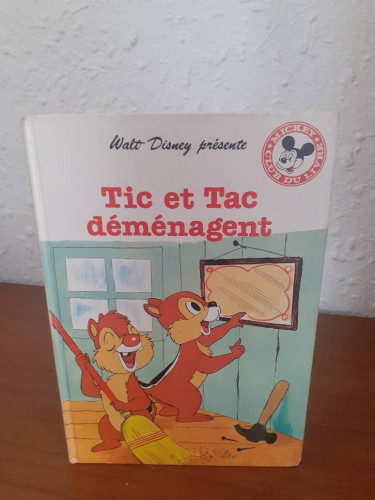 Walt Disney présente
MICKEY
CLUB DU LIVRE
Tic et Tac
déménagent